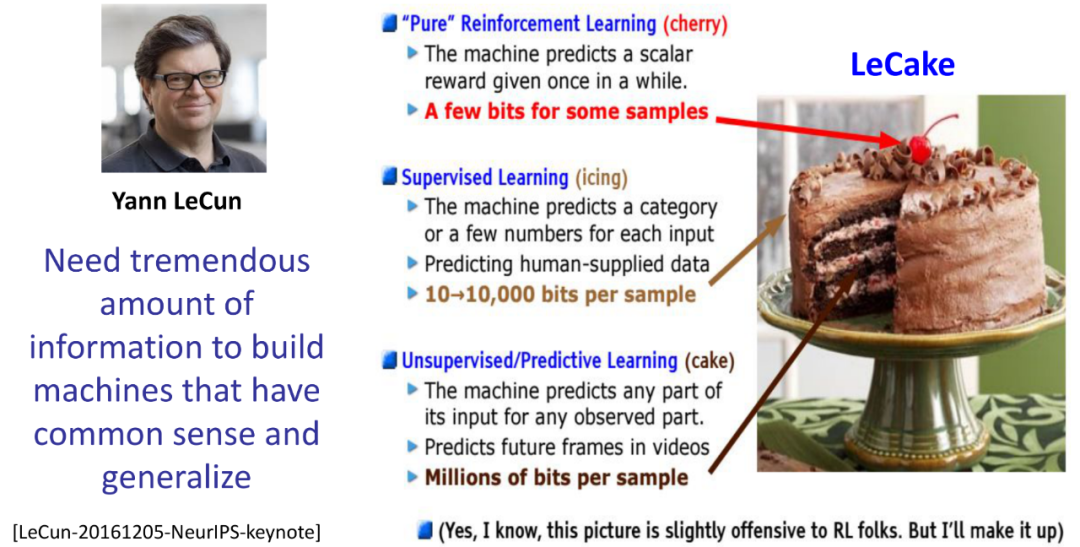 Yann LeCun
Need tremendous
amount of
information to build
machines that have
common sense and
generalize
[LeCun-20161205-NeurIPS-keynote]
“Pure” Reinforcement Learning (cherry)
The machine predicts a scalar
reward given once in a while.
A few bits for some samples
Supervised Learning (icing)
The machine predicts a category
or a few numbers for each input
Predicting human-supplied data
10→10,000 bits per sample
Unsupervised/Predictive Learning (cake)
The machine predicts any part of
its input for any observed part.
Predicts future frames in videos
Millions of bits per sample
(Yes, I know, this picture is slightly offensive to RL folks. But I’ll make it up)
LeCake